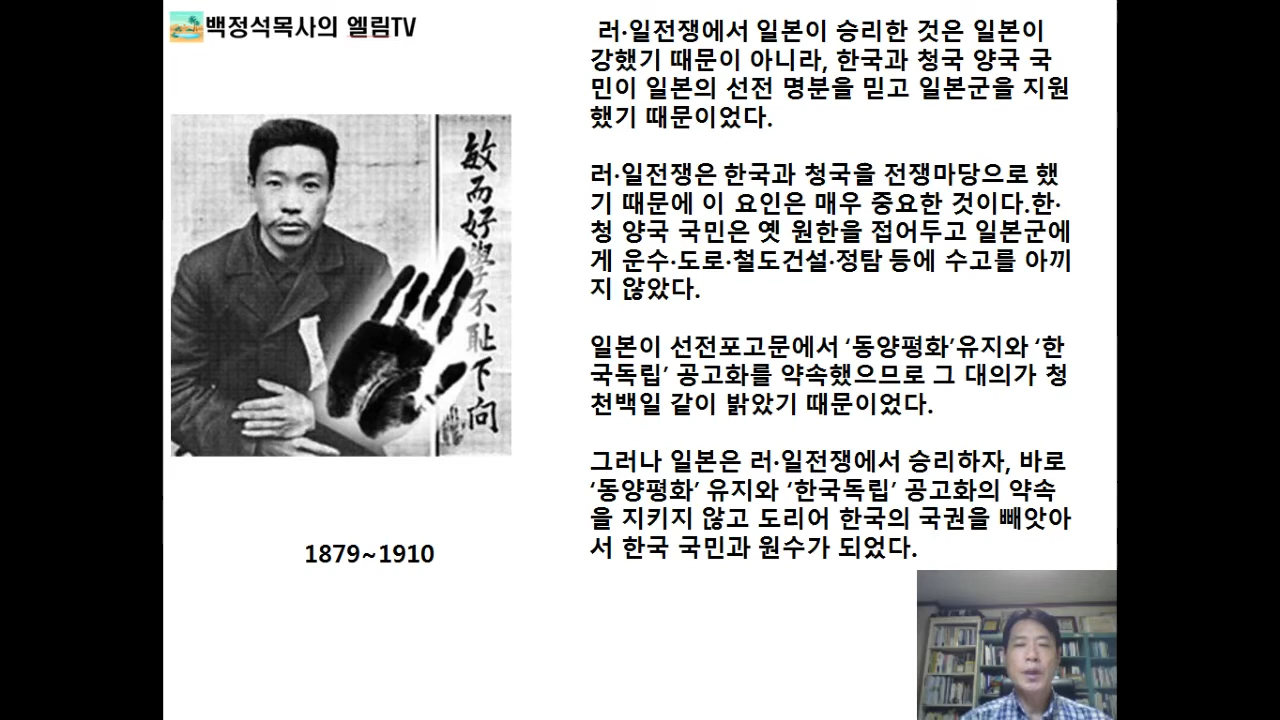 백정석목사의 엘림TV
敏而好學不恥下向
1879~1910
러·일전쟁에서 일본이 승리한 것은 일본이
강했기 때문이 아니라, 한국과 청국 양국 국
민이 일본의 선전 명분을 믿고 일본군을 지원
했기 때문이었다.
러·일전쟁은 한국과 청국을 전쟁마당으로 했
기 때문에 이 요인은 매우 중요한 것이다.한·
청 양국 국민은 옛 원한을 접어두고 일본군에
게 운수·도로·철도건설·정탐 등에 수고를 아끼
지 않았다.
일본이 선전포고문에서 ‘동양평화’유지와 ‘한
국독립’ 공고화를 약속했으므로 그 대의가 청
천백일 같이 밝았기 때문이었다.
그러나 일본은 러·일전쟁에서 승리하자, 바로
‘동양평화’ 유지와 ‘한국독립’ 공고화의 약속
을 지키지 않고 도리어 한국의 국권을 빼앗아
서 한국 국민과 원수가 되었다.